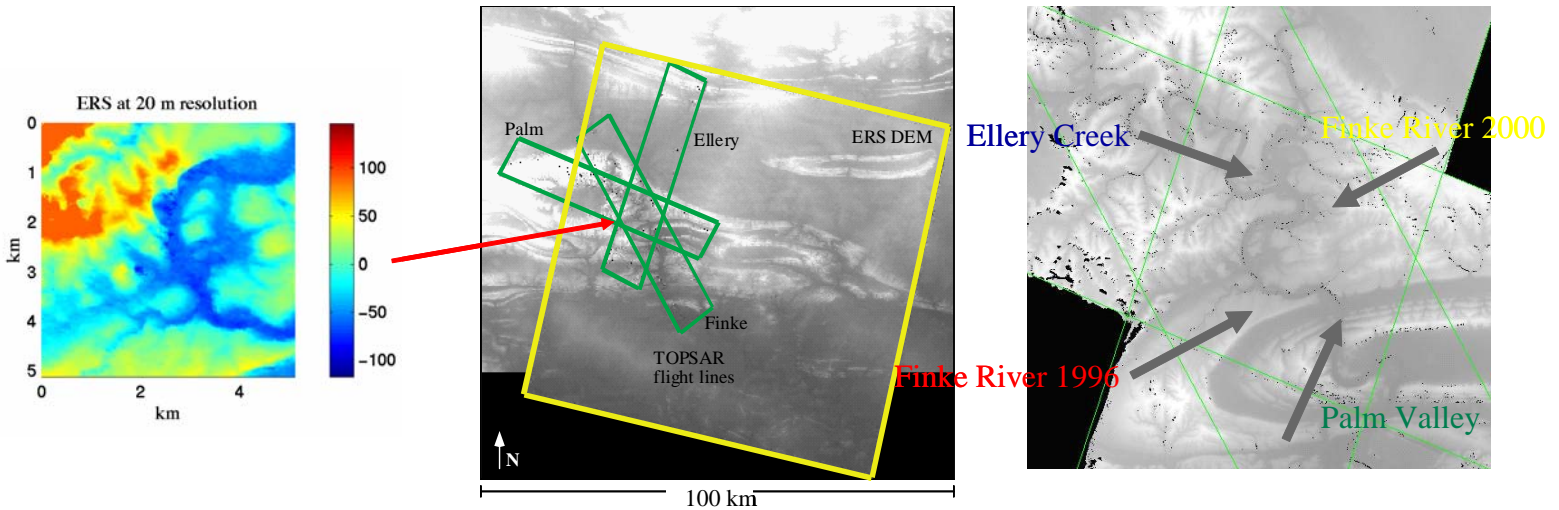 ERS at 20 m resolution
0
1
2
3
4
5
km
0
2
4
km
100
50
0
−50
−100
Palm
Ellery
ERS DEM
Finke
TOPSAR
flight lines
N
100 km
Ellery Creek
Finke River 2000
Finke River 1996
Palm Valley